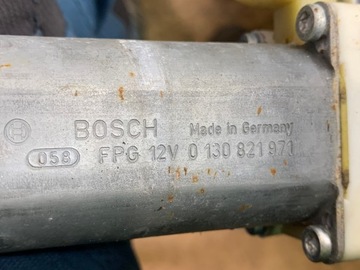 BOSCH Made in Germany
058 FPG 12V 0 130 821 971